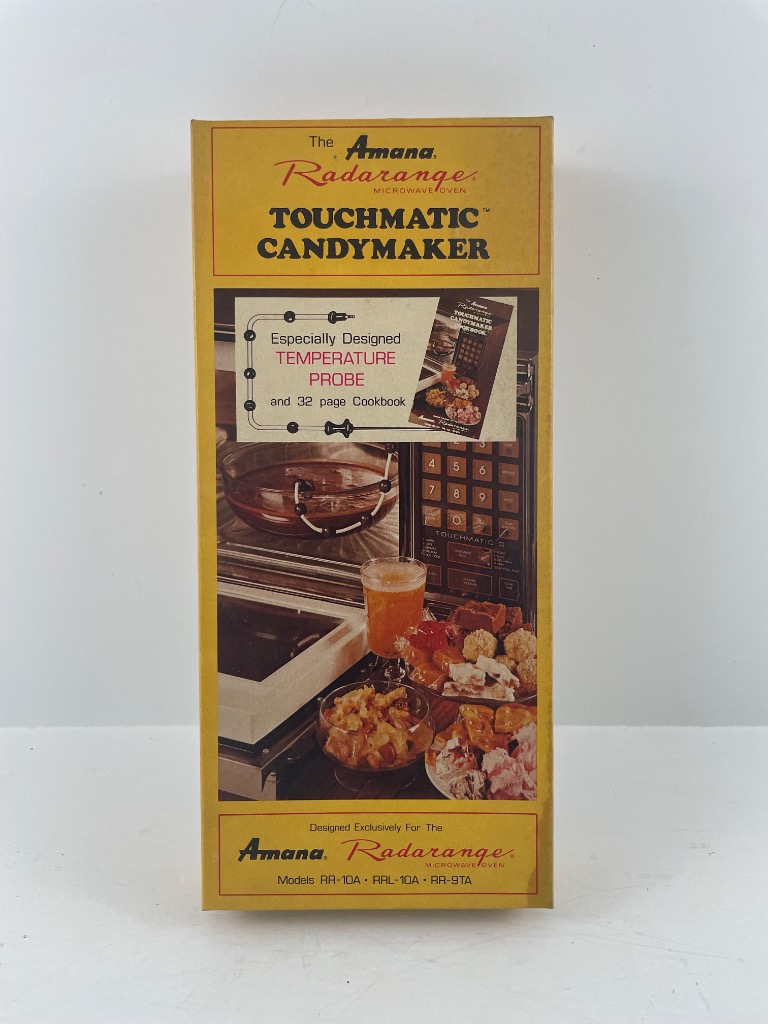 The Amana®
Radarange®
MICROWAVE OVEN
TOUCHMATIC™
CANDYMAKER
Especially Designed
TEMPERATURE
PROBE
and 32 page Cookbook
The Amana
Radarange
TOUCHMATIC
CANDYMAKER
COOKBOOK
4 5 6
7 8 9
0
TOUCHMATIC
Designed Exclusively For The
Amana® Radarange®
MICROWAVE OVEN
Models RR-10A • RRL-10A • RR-9TA